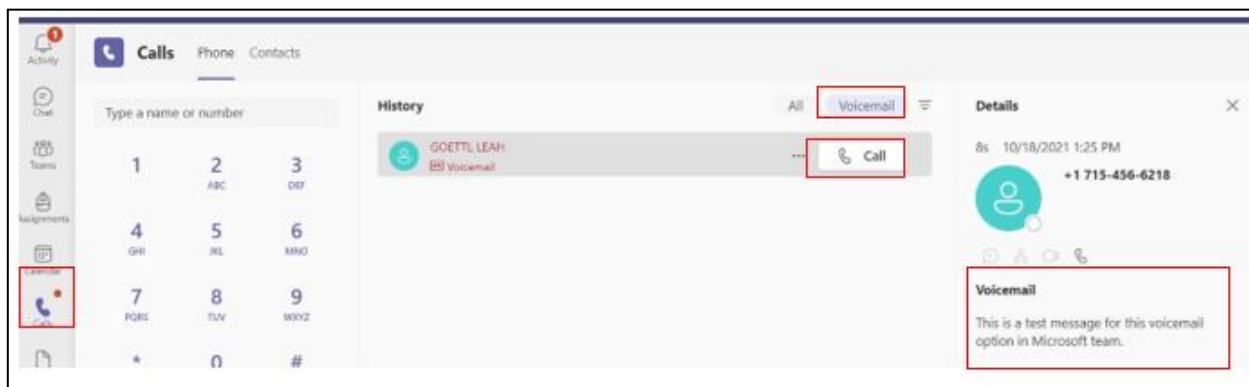 Activity
Chat
Teams
Assignments
Calendar
Calls
Calls Phone Contacts
Type a name or number
1
2
ABC
3
DEF
4
GHI
5
JKL
6
MNO
7
PQRS
8
TUV
9
WXYZ
*
0
#
History
All Voicemail
GOETTL LEAH
Voicemail
... Call
Details
8s 10/18/2021 1:25 PM
+1 715-456-6218
Voicemail
This is a test message for this voicemail
option in Microsoft team.